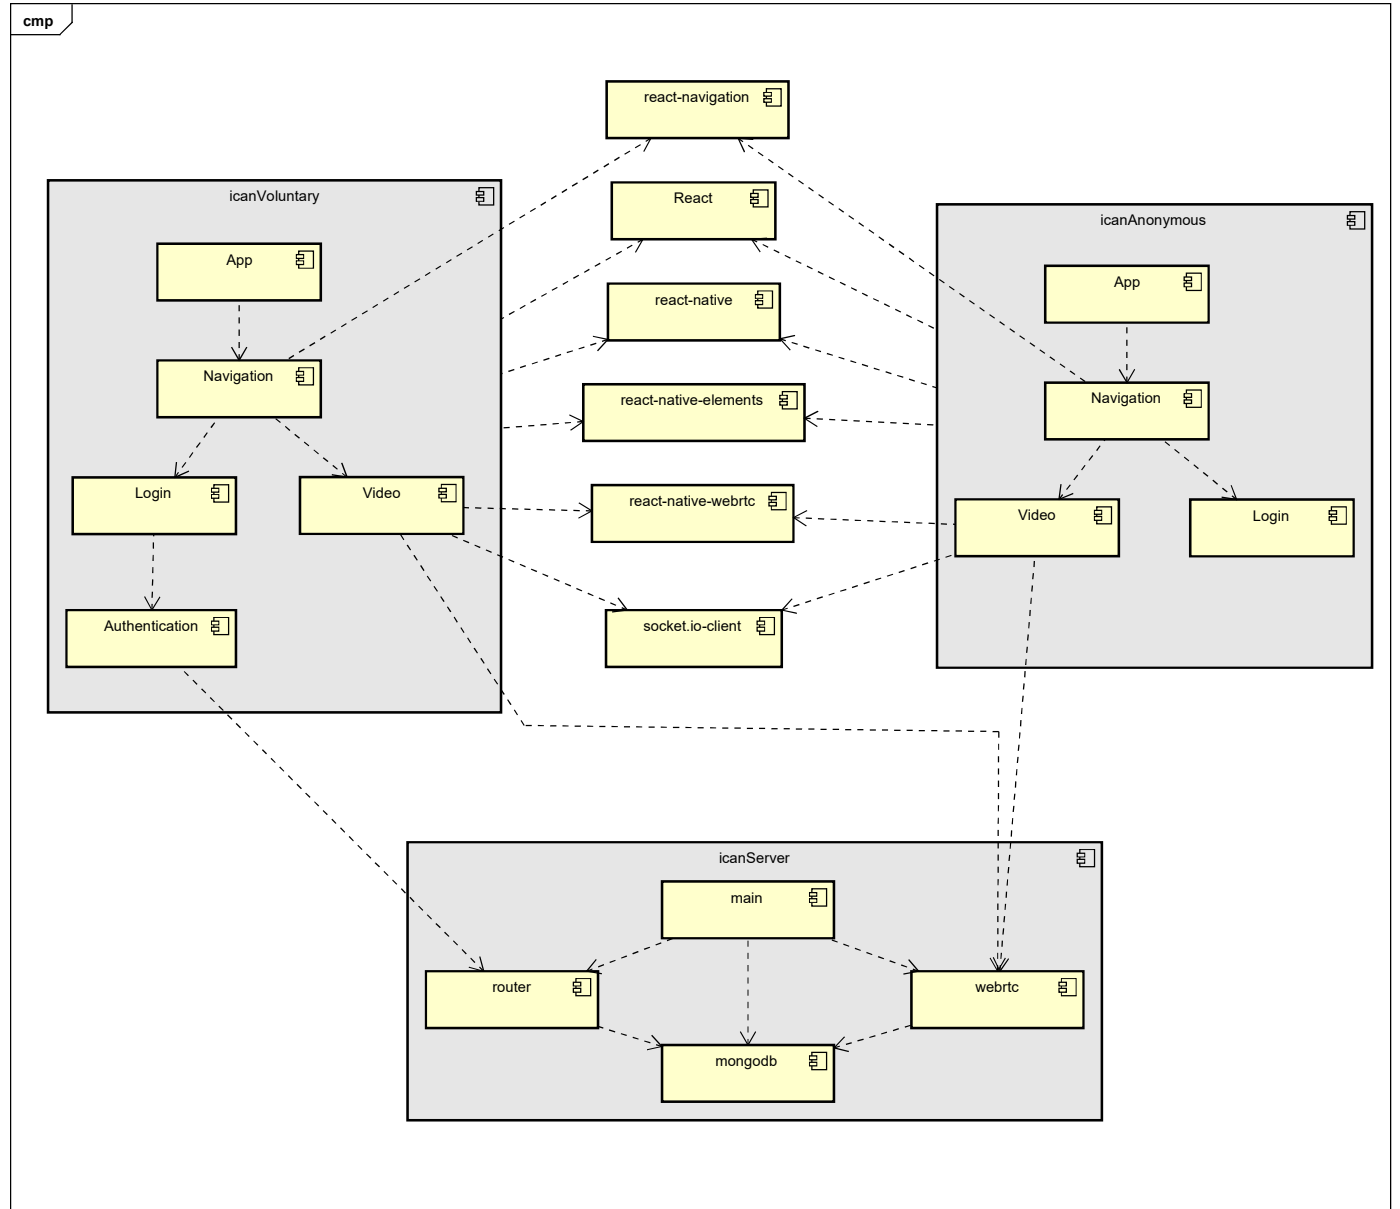 cmp
react-navigation
icanVoluntary
React
icanAnonymous
App
App
react-native
Navigation
Navigation
react-native-elements
Login
Video
react-native-webrtc
Video
Login
Authentication
socket.io-client
icanServer
main
router
webrtc
mongodb